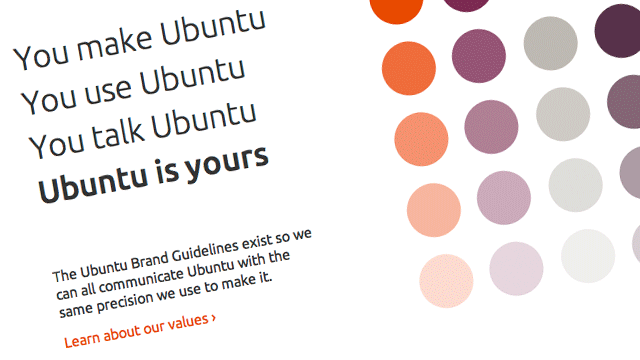 You make Ubuntu
You use Ubuntu
You talk Ubuntu
Ubuntu is yours
The Ubuntu Brand Guidelines exist so we
can all communicate Ubuntu with the
same precision we use to make it.
Learn about our values ›